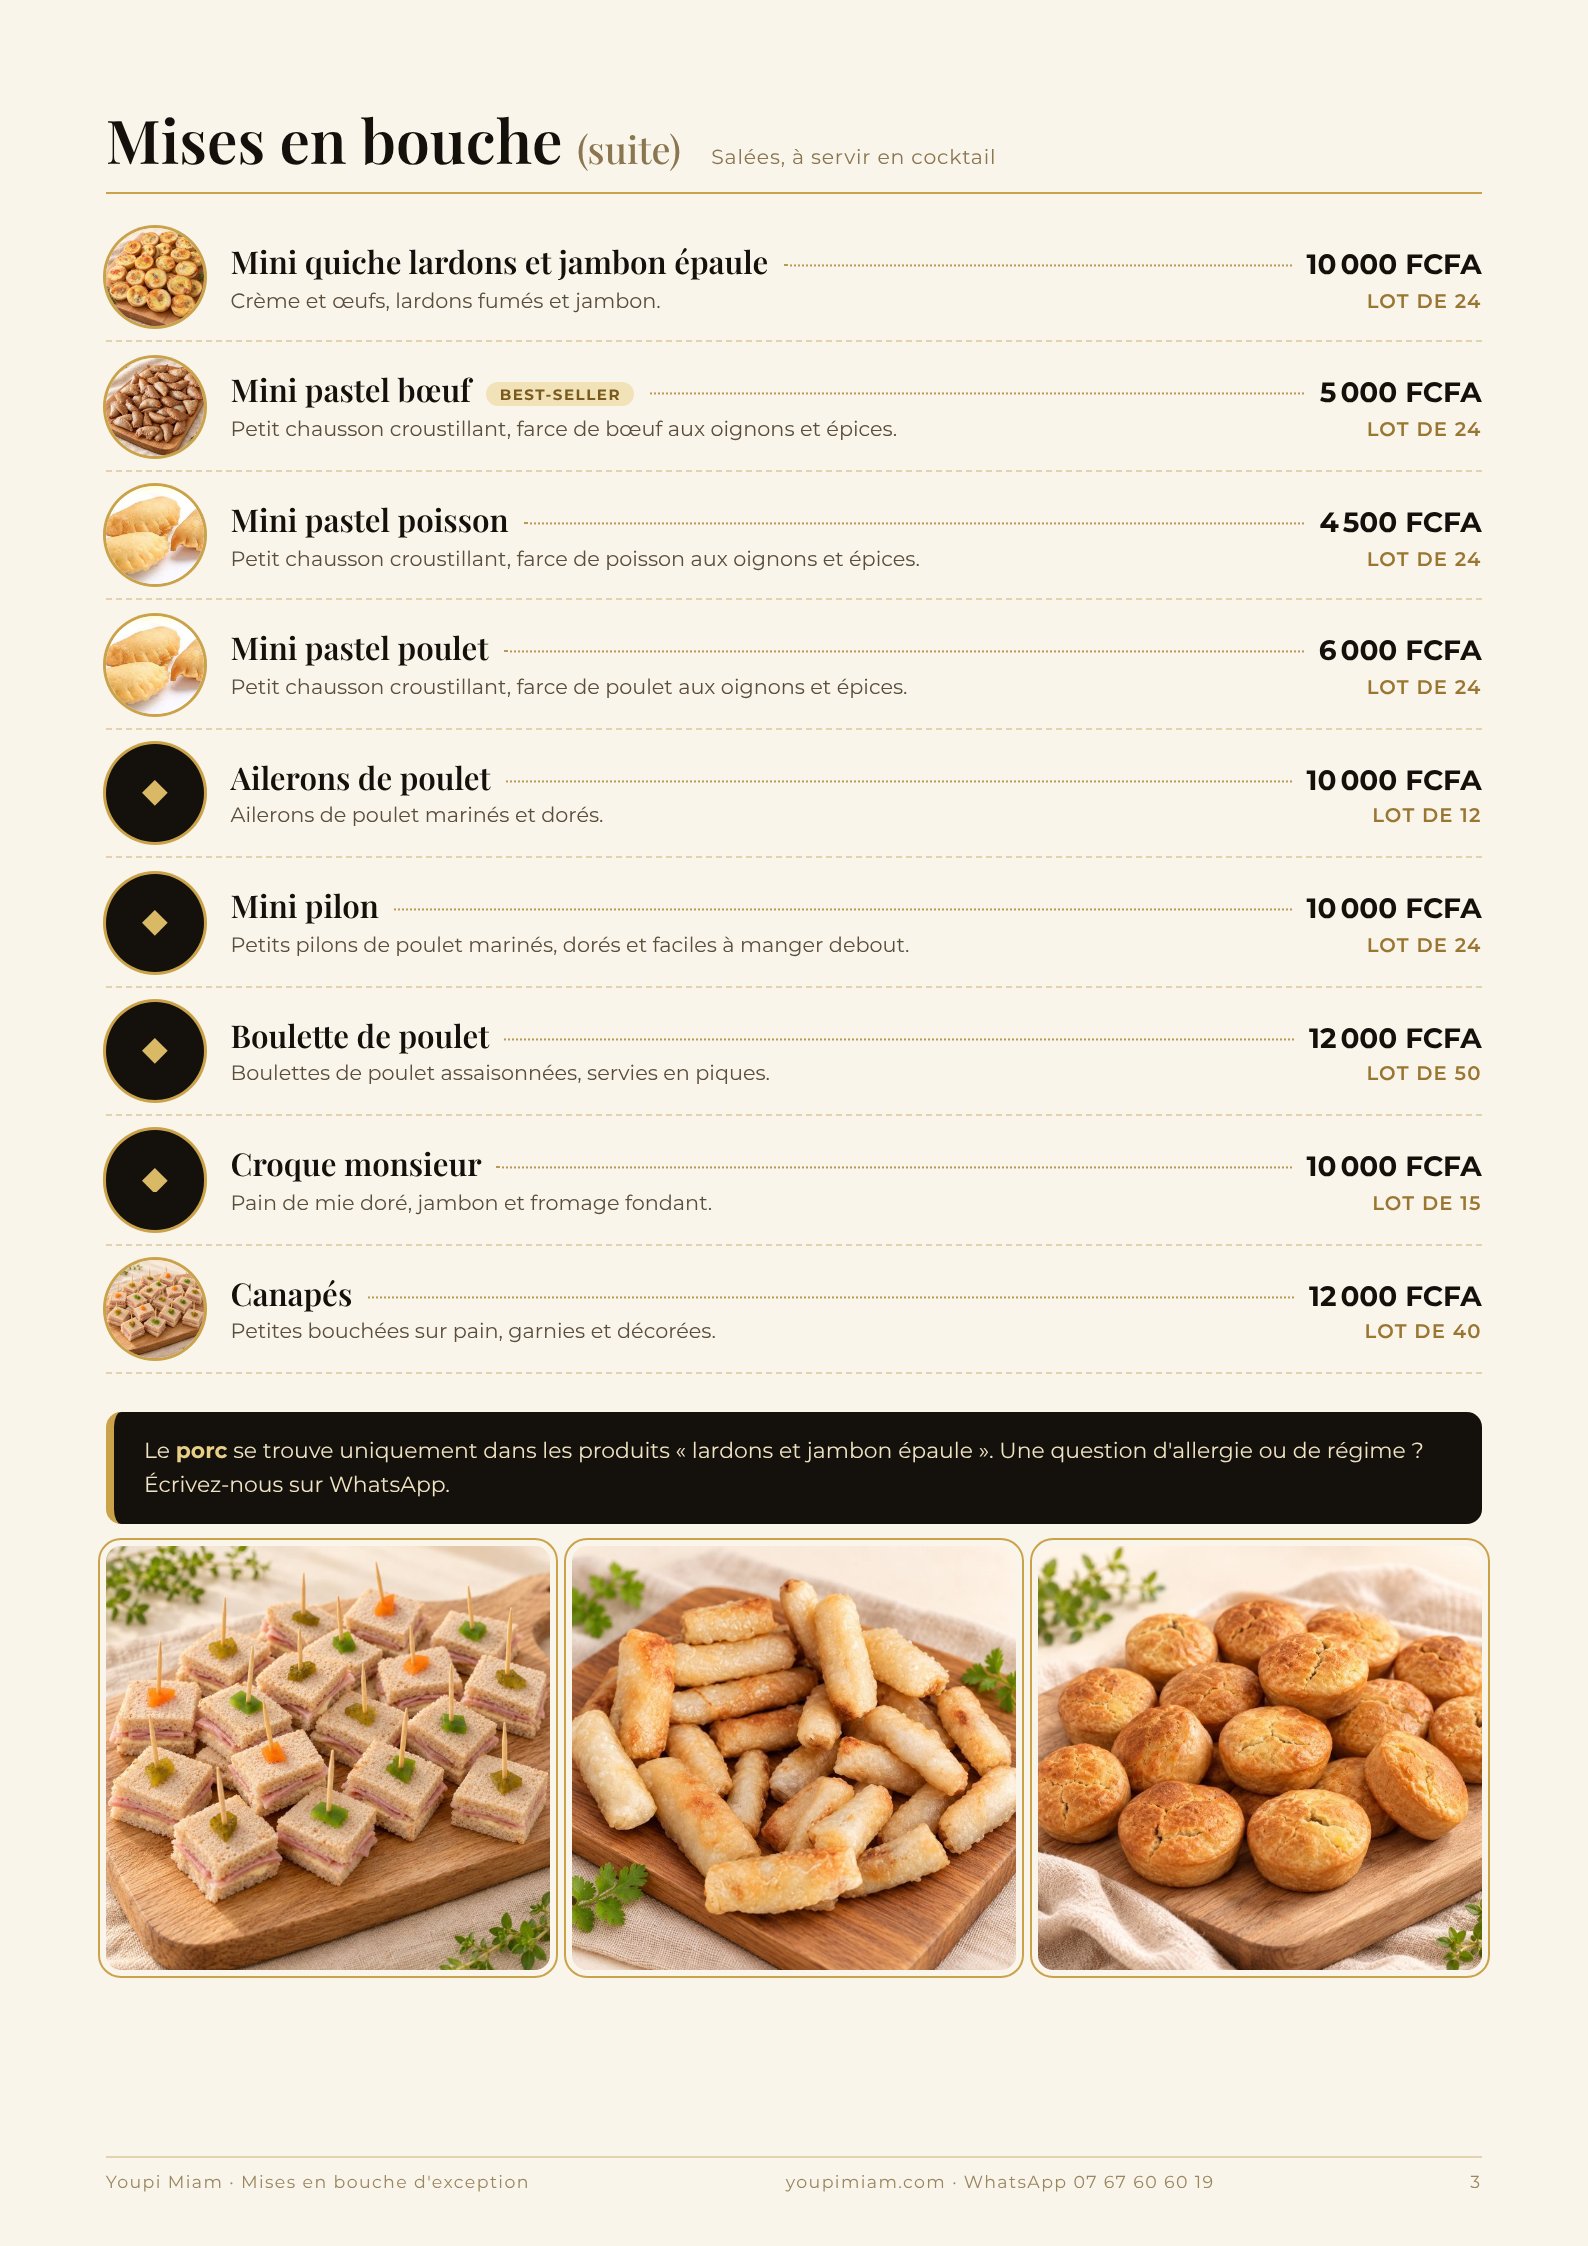 Mises en bouche (suite) Salées, à servir en cocktail
Mini quiche lardons et jambon épaule 10 000 FCFA
Crème et œufs, lardons fumés et jambon. LOT DE 24
Mini pastel bœuf BEST-SELLER 5 000 FCFA
Petit chausson croustillant, farce de bœuf aux oignons et épices. LOT DE 24
Mini pastel poisson 4 500 FCFA
Petit chausson croustillant, farce de poisson aux oignons et épices. LOT DE 24
Mini pastel poulet 6 000 FCFA
Petit chausson croustillant, farce de poulet aux oignons et épices. LOT DE 24
Ailerons de poulet 10 000 FCFA
Ailerons de poulet marinés et dorés. LOT DE 12
Mini pilon 10 000 FCFA
Petits pilons de poulet marinés, dorés et faciles à manger debout. LOT DE 24
Boulette de poulet 12 000 FCFA
Boulettes de poulet assaisonnées, servies en piques. LOT DE 50
Croque monsieur 10 000 FCFA
Pain de mie doré, jambon et fromage fondant. LOT DE 15
Canapés 12 000 FCFA
Petites bouchées sur pain, garnies et décorées. LOT DE 40
Le porc se trouve uniquement dans les produits « lardons et jambon épaule ». Une question d'allergie ou de régime ?
Écrivez-nous sur WhatsApp.
Youpi Miam · Mises en bouche d'exception youpimiam.com · WhatsApp 07 67 60 60 19 3